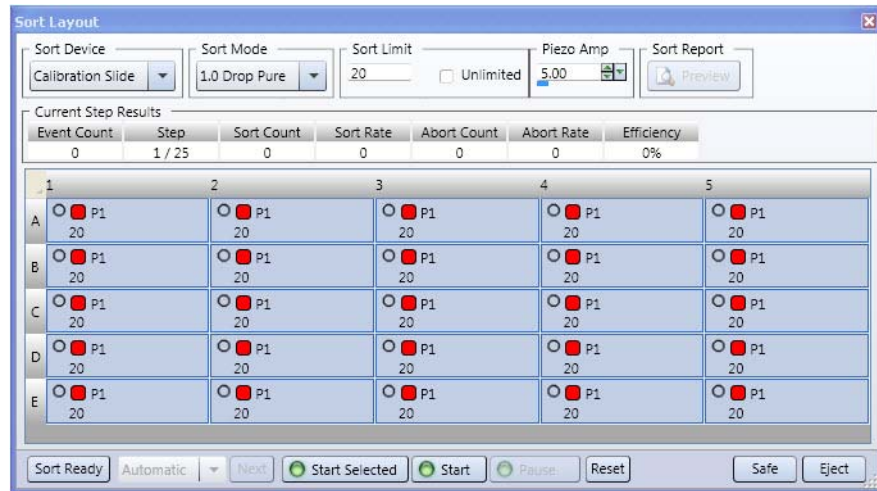 Sort Layout
Sort Device Sort Mode Sort Limit Piezo Amp Sort Report
Calibration Slide 1.0 Drop Pure 20 Unlimited 5.00 Preview
Current Step Results
Event Count Step Sort Count Sort Rate Abort Count Abort Rate Efficiency
0 1 / 25 0 0 0 0 0%
1 2 3 4 5
A P1 P1 P1 P1 P1
20 20 20 20 20
B P1 P1 P1 P1 P1
20 20 20 20 20
C P1 P1 P1 P1 P1
20 20 20 20 20
D P1 P1 P1 P1 P1
20 20 20 20 20
E P1 P1 P1 P1 P1
20 20 20 20 20
Sort Ready Automatic Next Start Selected Start Pause Reset Safe Eject